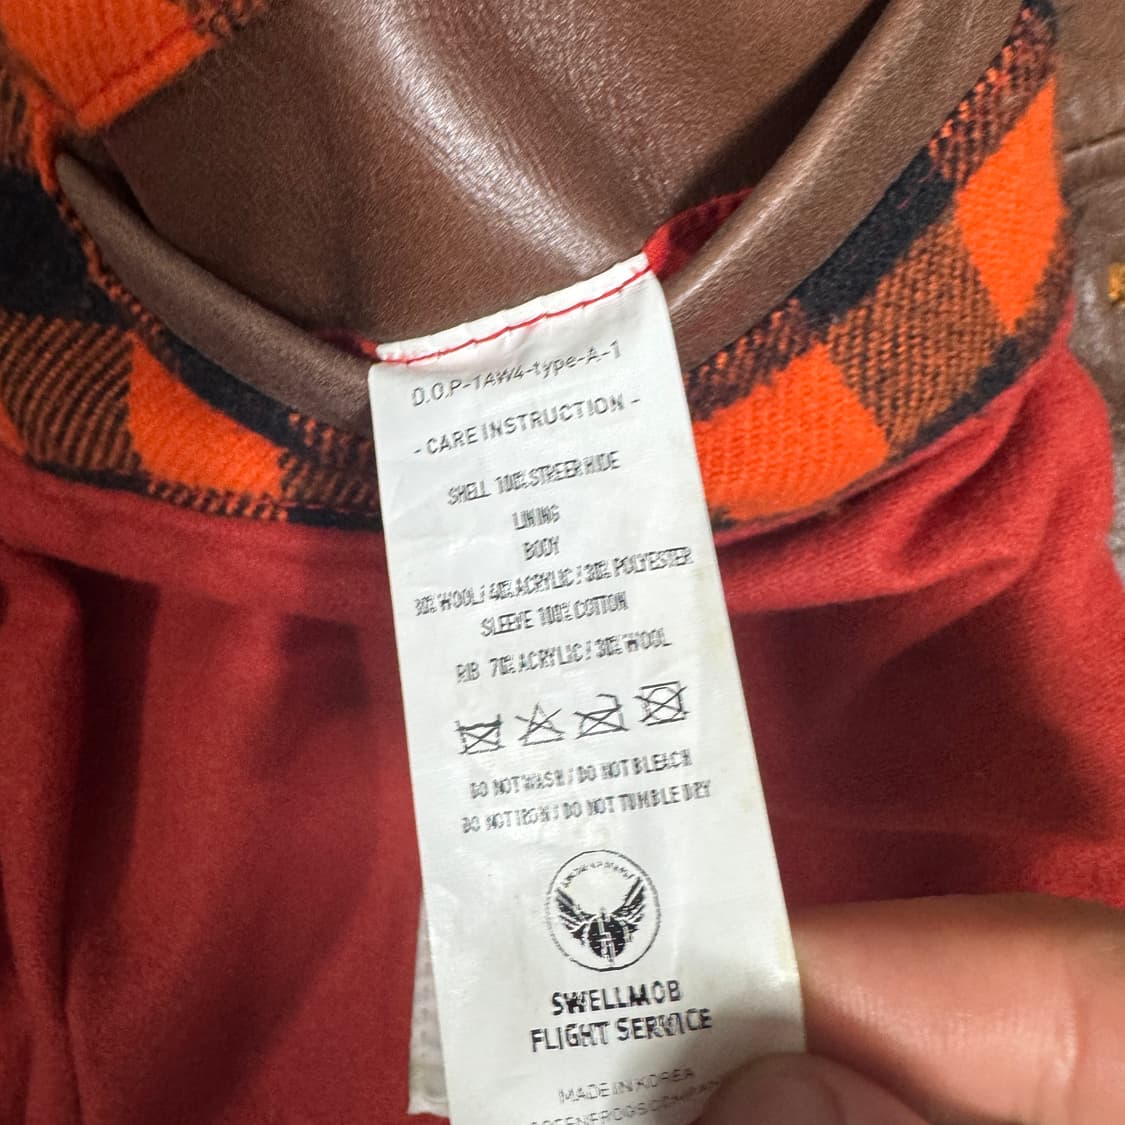 D.O.P-1AW4-type-A-1
- CARE INSTRUCTION -
SHELL 100% STREER HIDE
LINING
BODY
30% WOOL / 40% ACRYLIC / 30% POLYESTER
SLEEVE 100% COTTON
RIB 70% ACRYLIC / 30% WOOL
DO NOT WASH / DO NOT BLEACH
DO NOT IRON / DO NOT TUMBLE DRY
SWELLMOB
FLIGHT SERVICE
MADE IN KOREA